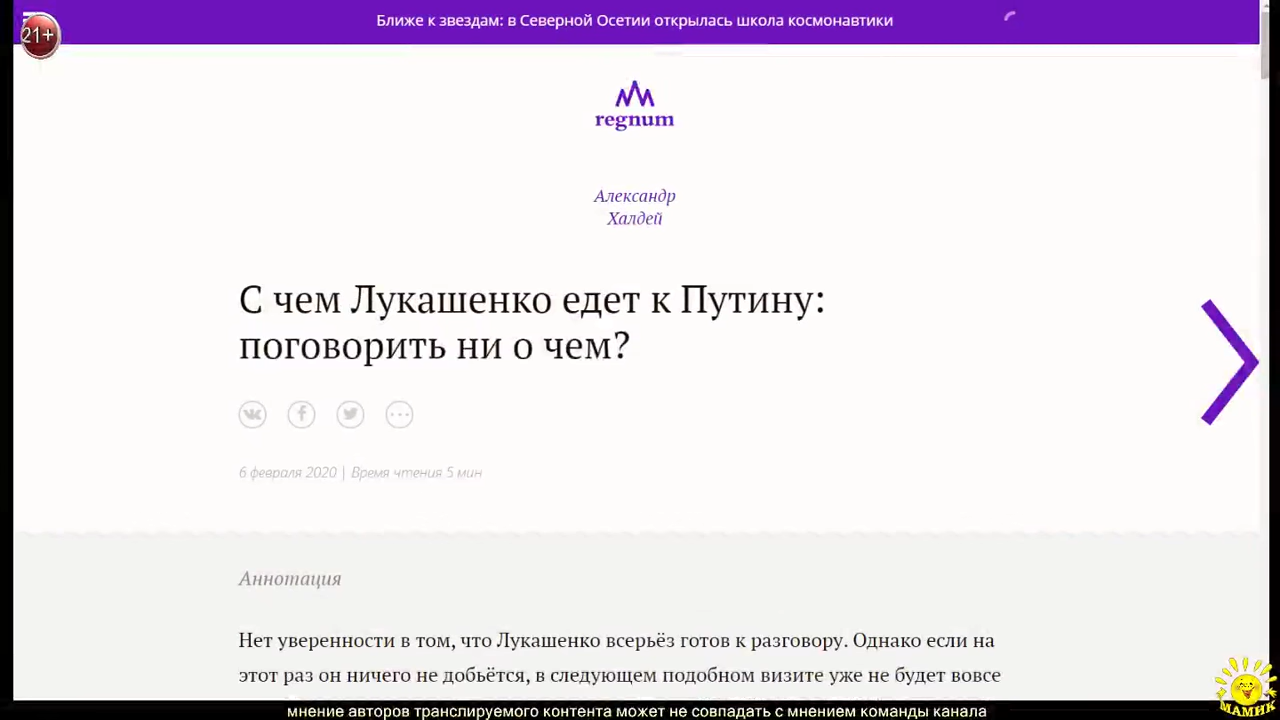 Ближе к звездам: в Северной Осетии открылась школа космонавтики
21+
regnum
Александр
Халдей
С чем Лукашенко едет к Путину:
поговорить ни о чем?
6 февраля 2020 | Время чтения 5 мин
Аннотация
Нет уверенности в том, что Лукашенко всерьёз готов к разговору. Однако если на
этот раз он ничего не добьётся, в следующем подобном визите уже не будет вовсе
мнение авторов транслируемого контента может не совпадать с мнением команды канала
МАМИК